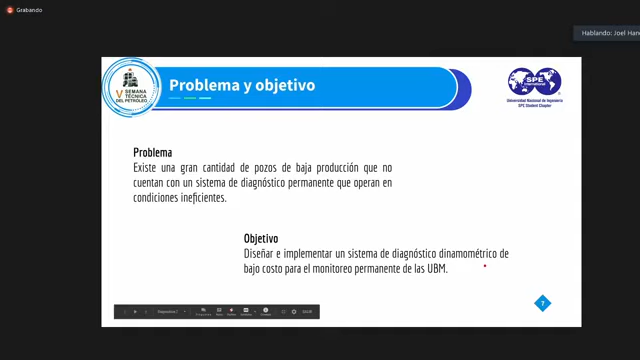 Grabando
Hablando: Joel Han
V SEMANA
TÉCNICA
DEL PETROLEO
Problema y objetivo
SPE
International
Universidad Nacional de Ingeniería
SPE Student Chapter
Problema
Existe una gran cantidad de pozos de baja producción que no
cuentan con un sistema de diagnóstico permanente que operan en
condiciones ineficientes.
Objetivo
Diseñar e implementar un sistema de diagnóstico dinamométrico de
bajo costo para el monitoreo permanente de las UBM.
7